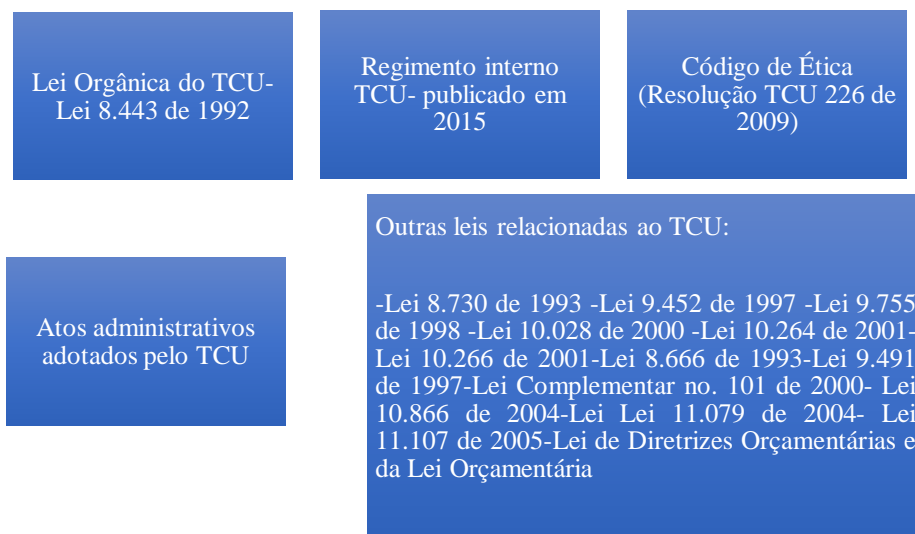 Lei Orgânica do TCU-
Lei 8.443 de 1992
Regimento interno
TCU- publicado em
2015
Código de Ética
(Resolução TCU 226 de
2009)
Atos administrativos
adotados pelo TCU
Outras leis relacionadas ao TCU:
-Lei 8.730 de 1993 -Lei 9.452 de 1997 -Lei 9.755
de 1998 -Lei 10.028 de 2000 -Lei 10.264 de 2001-
Lei 10.266 de 2001-Lei 8.666 de 1993-Lei 9.491
de 1997-Lei Complementar no. 101 de 2000- Lei
10.866 de 2004-Lei Lei 11.079 de 2004- Lei
11.107 de 2005-Lei de Diretrizes Orçamentárias e
da Lei Orçamentária